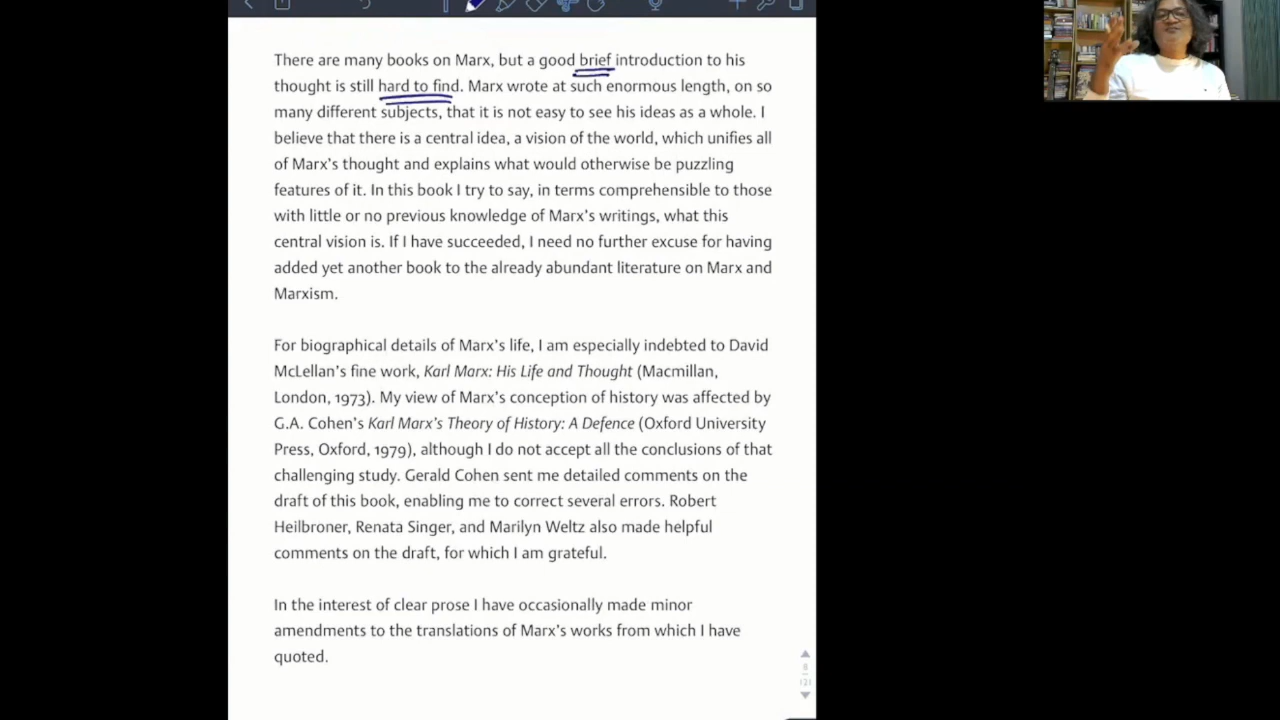 There are many books on Marx, but a good brief introduction to his
thought is still hard to find. Marx wrote at such enormous length, on so
many different subjects, that it is not easy to see his ideas as a whole. I
believe that there is a central idea, a vision of the world, which unifies all
of Marx’s thought and explains what would otherwise be puzzling
features of it. In this book I try to say, in terms comprehensible to those
with little or no previous knowledge of Marx’s writings, what this
central vision is. If I have succeeded, I need no further excuse for having
added yet another book to the already abundant literature on Marx and
Marxism.
For biographical details of Marx’s life, I am especially indebted to David
McLellan’s fine work, Karl Marx: His Life and Thought (Macmillan,
London, 1973). My view of Marx’s conception of history was affected by
G.A. Cohen’s Karl Marx’s Theory of History: A Defence (Oxford University
Press, Oxford, 1979), although I do not accept all the conclusions of that
challenging study. Gerald Cohen sent me detailed comments on the
draft of this book, enabling me to correct several errors. Robert
Heilbroner, Renata Singer, and Marilyn Weltz also made helpful
comments on the draft, for which I am grateful.
In the interest of clear prose I have occasionally made minor
amendments to the translations of Marx’s works from which I have
quoted.
8
121